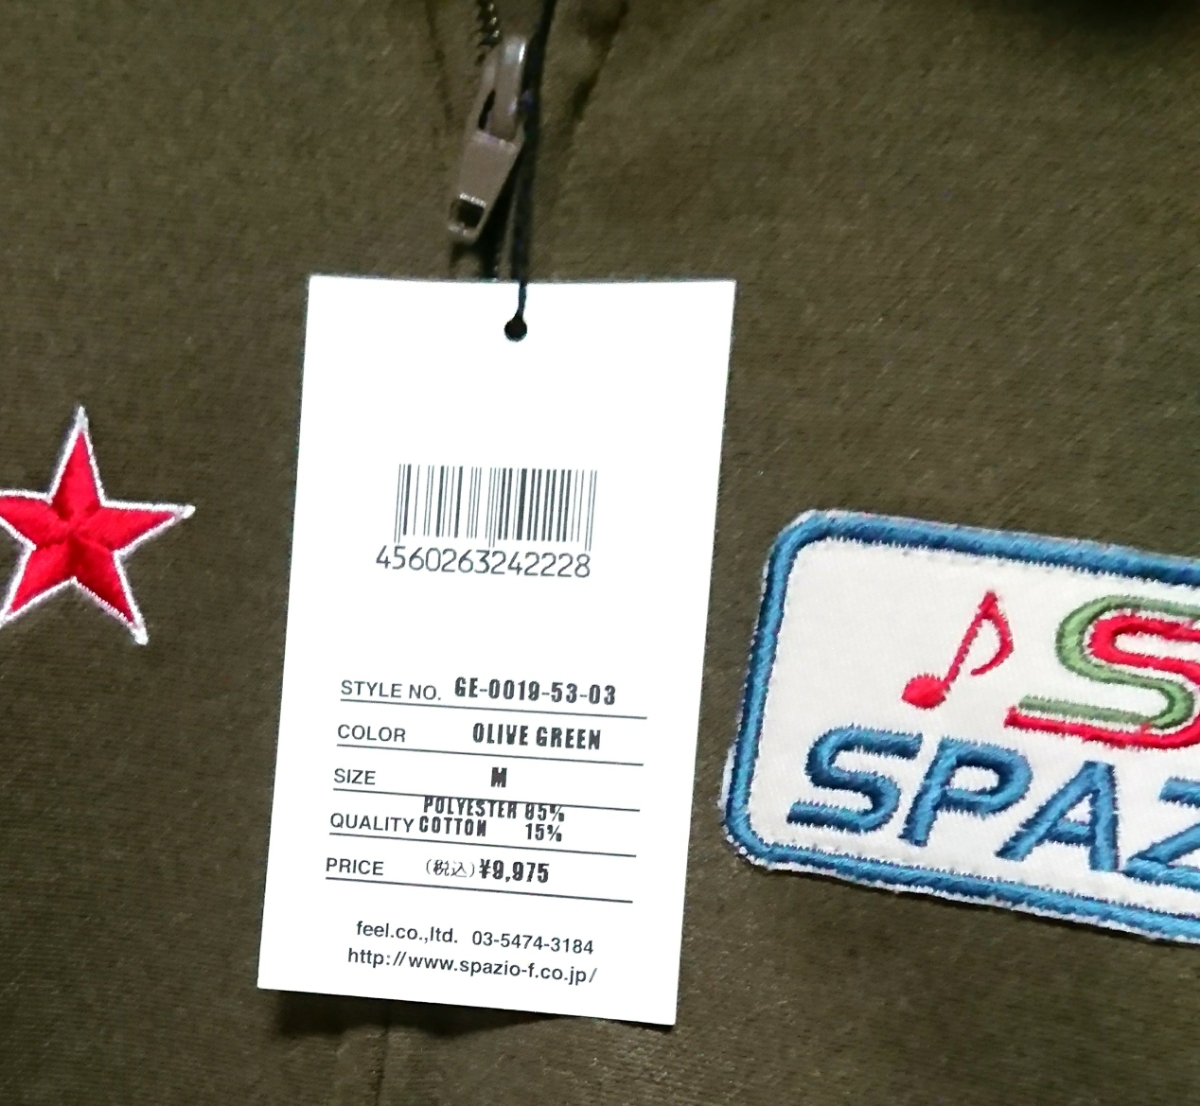 4560263242228
STYLE NO. GE-0019-53-03
COLOR OLIVE GREEN
SIZE M
POLYESTER 85%
QUALITY COTTON 15%
PRICE (税込)¥9,975
feel.co.,ltd. 03-5474-3184
http://www.spazio-f.co.jp/
S
SPAZ